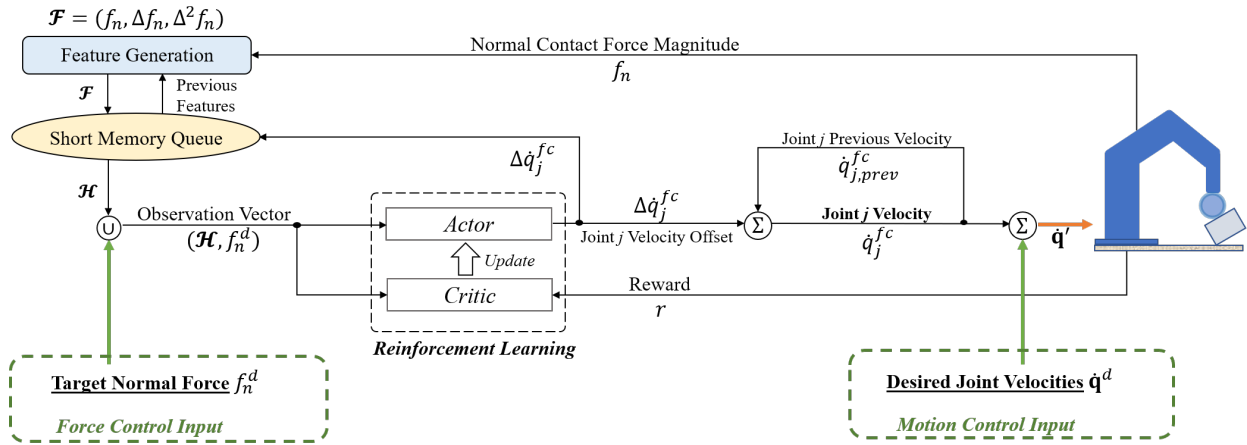 𝓕 = (f_n, Δf_n, Δ²f_n)
Feature Generation
Normal Contact Force Magnitude
f_n
𝓕
Previous
Features
Short Memory Queue
Δq̇_j^{fc}
Joint j Previous Velocity
q̇_{j,prev}^{fc}
𝓗
∪
Observation Vector
(𝓗, f_n^d)
Actor
Δq̇_j^{fc}
Joint j Velocity Offset
Σ
Joint j Velocity
q̇_j^{fc}
Σ
q̇′
Update
Critic
Reward
r
Reinforcement Learning
Target Normal Force f_n^d
Force Control Input
Desired Joint Velocities q̇^d
Motion Control Input